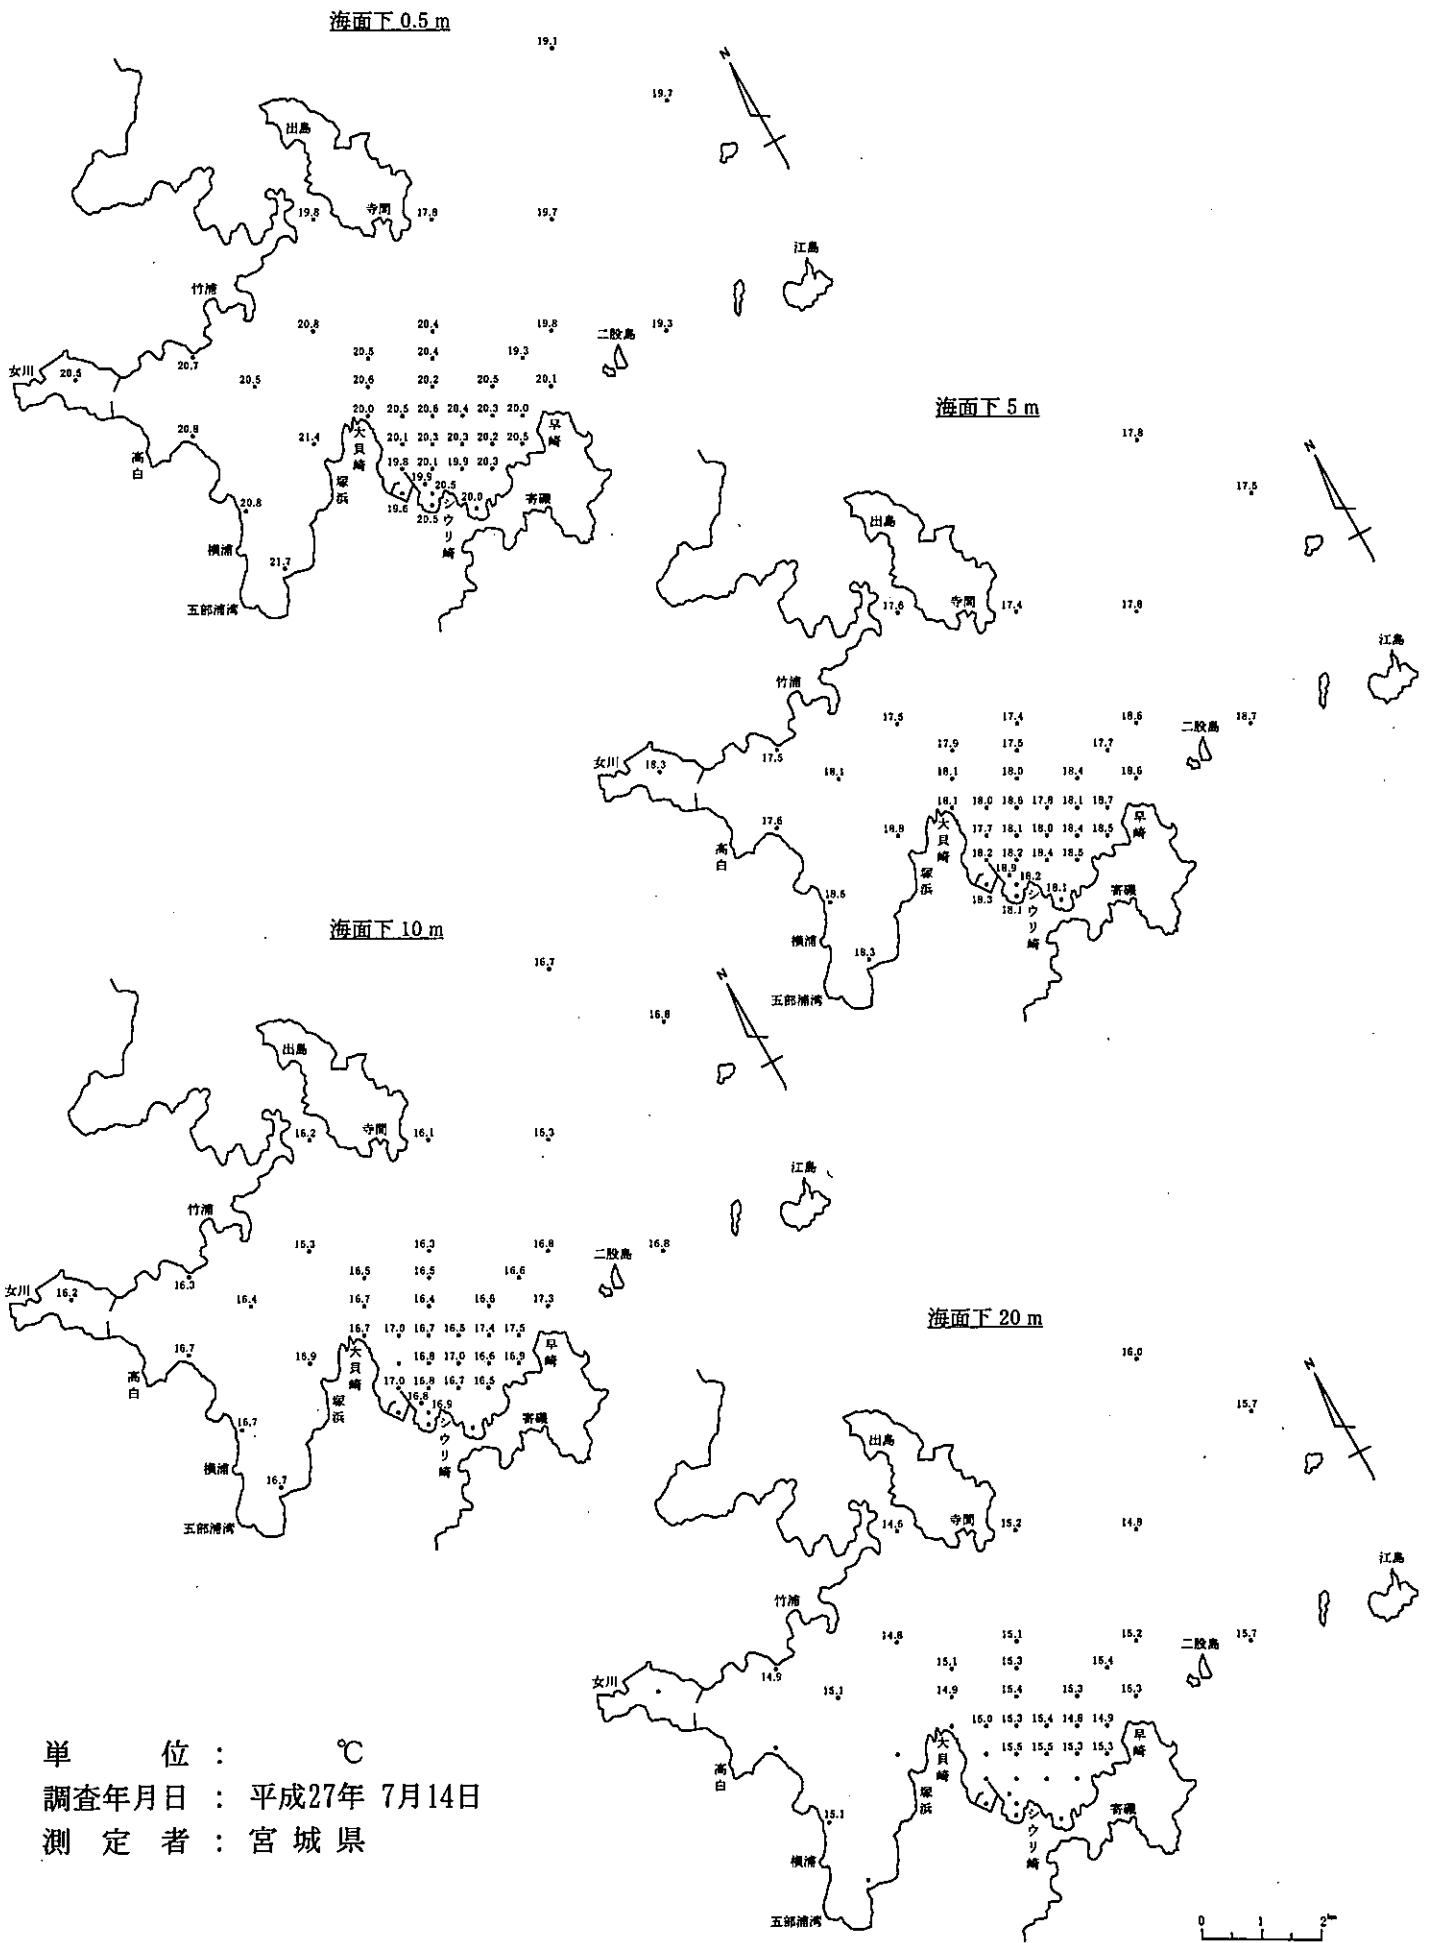 海面下 0.5 m
19.1
19.7
N
出島
寺間
19.8 17.8 19.7
江島
竹浦
20.8 20.4 19.8 19.3
二股島
20.7 20.5 20.4 19.3
女川
20.5
20.5 20.6 20.2 20.5 20.1
20.0 20.5 20.6 20.4 20.3 20.0
20.8 21.4 20.1 20.3 20.3 20.2 20.5
高白
大貝崎
早崎
塚浜
19.8 20.1 19.9 20.3
19.9
20.5
19.6 20.5
20.0
20.8
シウリ崎
寄磯
横浦
21.7
五部浦湾
海面下 5 m
17.8
17.5
N
出島
寺間
17.6 17.4 17.8
江島
竹浦
17.5 17.4 18.6 18.7
二股島
17.5 17.9 17.5 17.7
女川
18.3
18.1 18.1 18.0 18.4 18.6
18.1 18.0 18.6 17.8 18.1 18.7
17.6 18.8 17.7 18.1 18.0 18.4 18.5
高白
大貝崎
早崎
塚浜
18.2 18.2 18.4 18.5
18.9
18.2
18.3 18.1
18.1
18.6
シウリ崎
寄磯
横浦
18.3
五部浦湾
海面下 10 m
16.7
16.8
N
出島
寺間
16.2 16.1 15.3
江島
竹浦
15.3 16.3 16.8 16.8
二股島
16.3 16.5 16.5 16.6
女川
16.2
16.4 16.7 16.4 16.6 17.3
16.7 17.0 16.7 16.5 17.4 17.5
16.7 16.9 16.8 17.0 16.6 16.9
高白
大貝崎
早崎
塚浜
17.0 16.8 16.7 16.5
16.8
16.9
16.7
シウリ崎
寄磯
横浦
16.7
五部浦湾
海面下 20 m
16.0
15.7
N
出島
寺間
14.6 15.2 14.8
江島
竹浦
14.8 15.1 15.2 15.7
二股島
14.9 15.1 15.3 15.4
女川
15.1 14.9 15.4 15.3 15.3
15.0 15.3 15.4 14.8 14.9
15.5 15.5 15.3 15.3
高白
大貝崎
早崎
塚浜
15.1
シウリ崎
寄磯
横浦
五部浦湾
単 位 : ℃
調査年月日 : 平成27年 7月14日
測 定 者 : 宮 城 県
0 1 2km